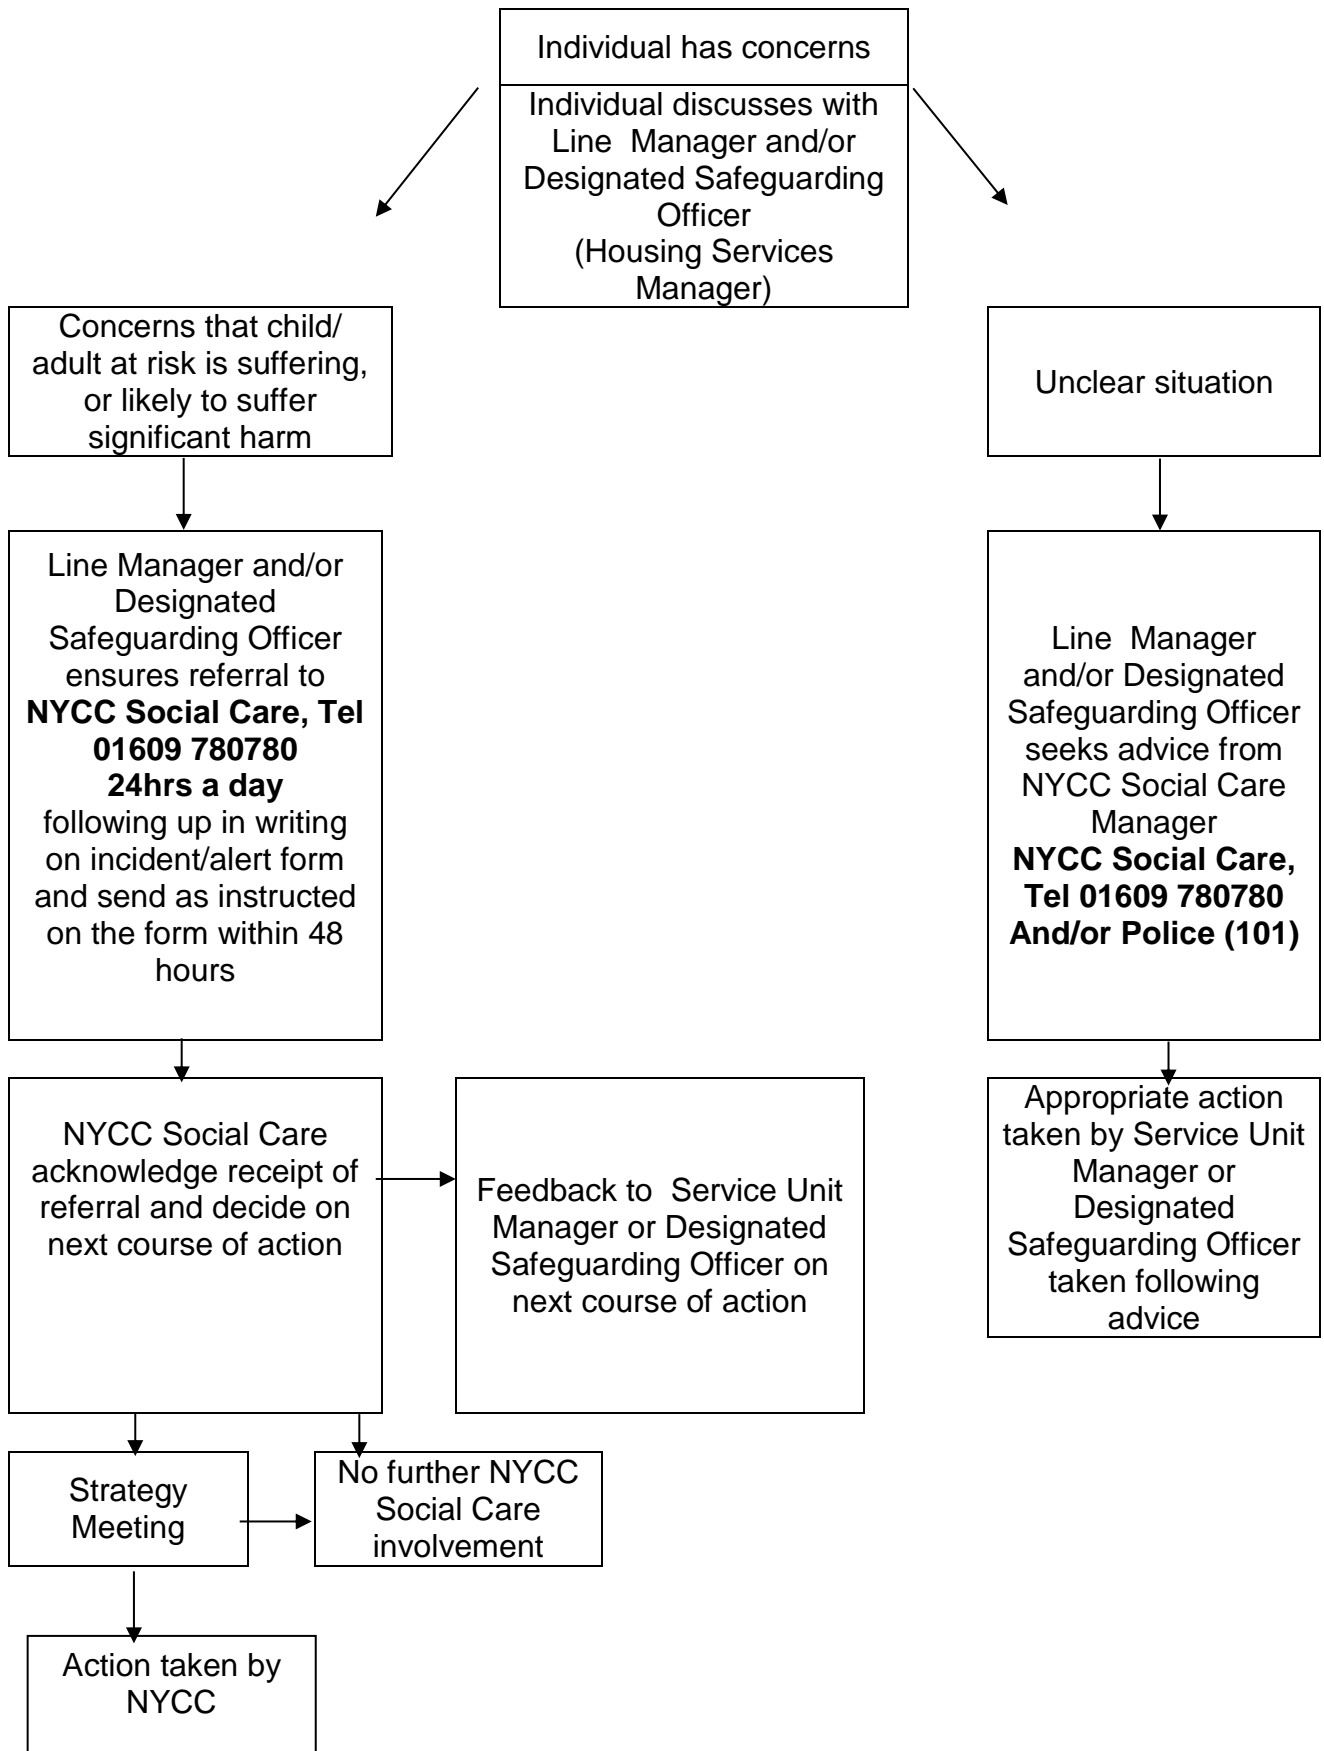 Individual has concerns
Individual discusses with
Line  Manager and/or
Designated Safeguarding
Officer
(Housing Services
Manager)
Concerns that child/
adult at risk is suffering,
or likely to suffer
significant harm
Unclear situation
Line Manager and/or
Designated
Safeguarding Officer
ensures referral to
NYCC Social Care, Tel
01609 780780
24hrs a day
following up in writing
on incident/alert form
and send as instructed
on the form within 48
hours
Line  Manager
and/or Designated
Safeguarding Officer
seeks advice from
NYCC Social Care
Manager
NYCC Social Care,
Tel 01609 780780
And/or Police (101)
NYCC Social Care
acknowledge receipt of
referral and decide on
next course of action
Feedback to  Service Unit
Manager or Designated
Safeguarding Officer on
next course of action
Appropriate action
taken by Service Unit
Manager or
Designated
Safeguarding Officer
taken following
advice
Strategy
Meeting
No further NYCC
Social Care
involvement
Action taken by
NYCC